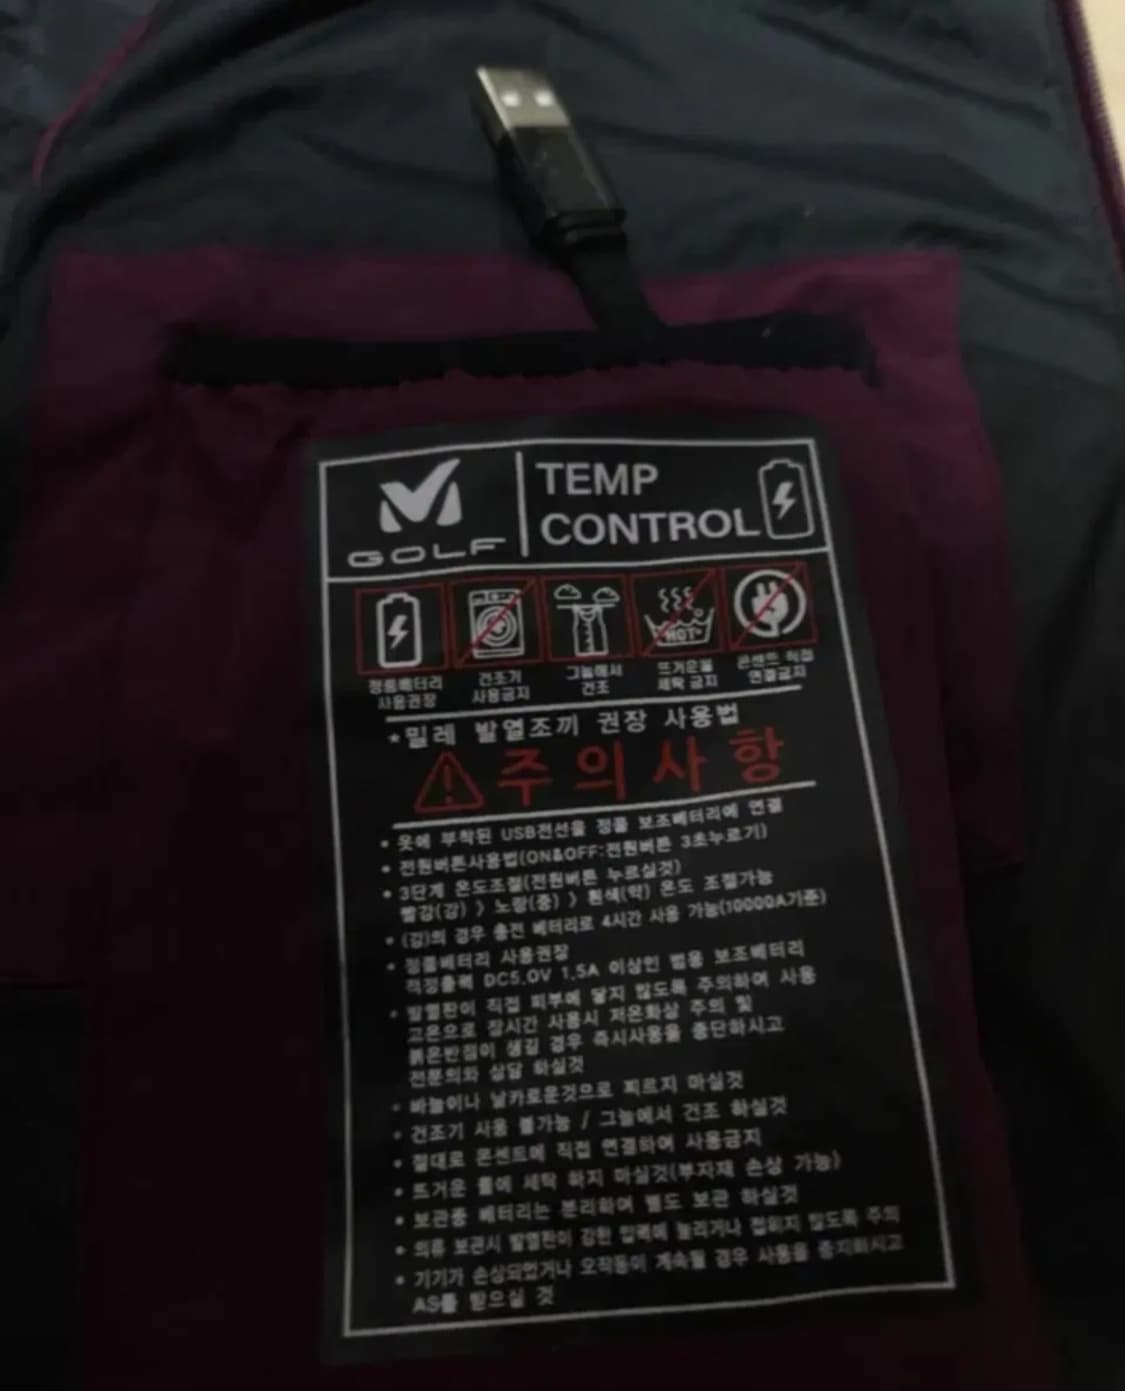 TEMP
CONTROL
GOLF
HOT
정품배터리
사용권장
건조기
사용금지
그늘에서
건조
뜨거운물
세탁 금지
콘센트 직접
연결금지
*밀레 발열조끼 권장 사용법
주의사항
• 옷에 부착된 USB전선을 정품 보조배터리에 연결
• 전원버튼사용법(ON&OFF:전원버튼 3초누르기)
• 3단계 온도조절(전원버튼 누르실것)
빨강(강) > 노랑(중) > 흰색(약) 온도 조절가능
• (강)의 경우 충전 배터리로 4시간 사용 가능(10000A기준)
• 정품배터리 사용권장
적정출력 DC5.0V 1.5A 이상인 범용 보조배터리
• 발열판이 직접 피부에 닿지 않도록 주의하여 사용
고온으로 장시간 사용시 저온화상 주의 및
붉은반점이 생길 경우 즉시사용을 중단하시고
전문의와 상담 하실것
• 바늘이나 날카로운것으로 찌르지 마실것
• 건조기 사용 불가능 / 그늘에서 건조 하실것
• 절대로 콘센트에 직접 연결하여 사용금지
• 뜨거운 물에 세탁 하지 마실것(부자재 손상 가능)
• 보관중 배터리는 분리하여 별도 보관 하실것
• 의류 보관시 발열판이 강한 압력에 눌리거나 접히지 않도록 주의
• 기기가 손상되었거나 오작동이 계속될 경우 사용을 중지하시고
AS를 받으실 것